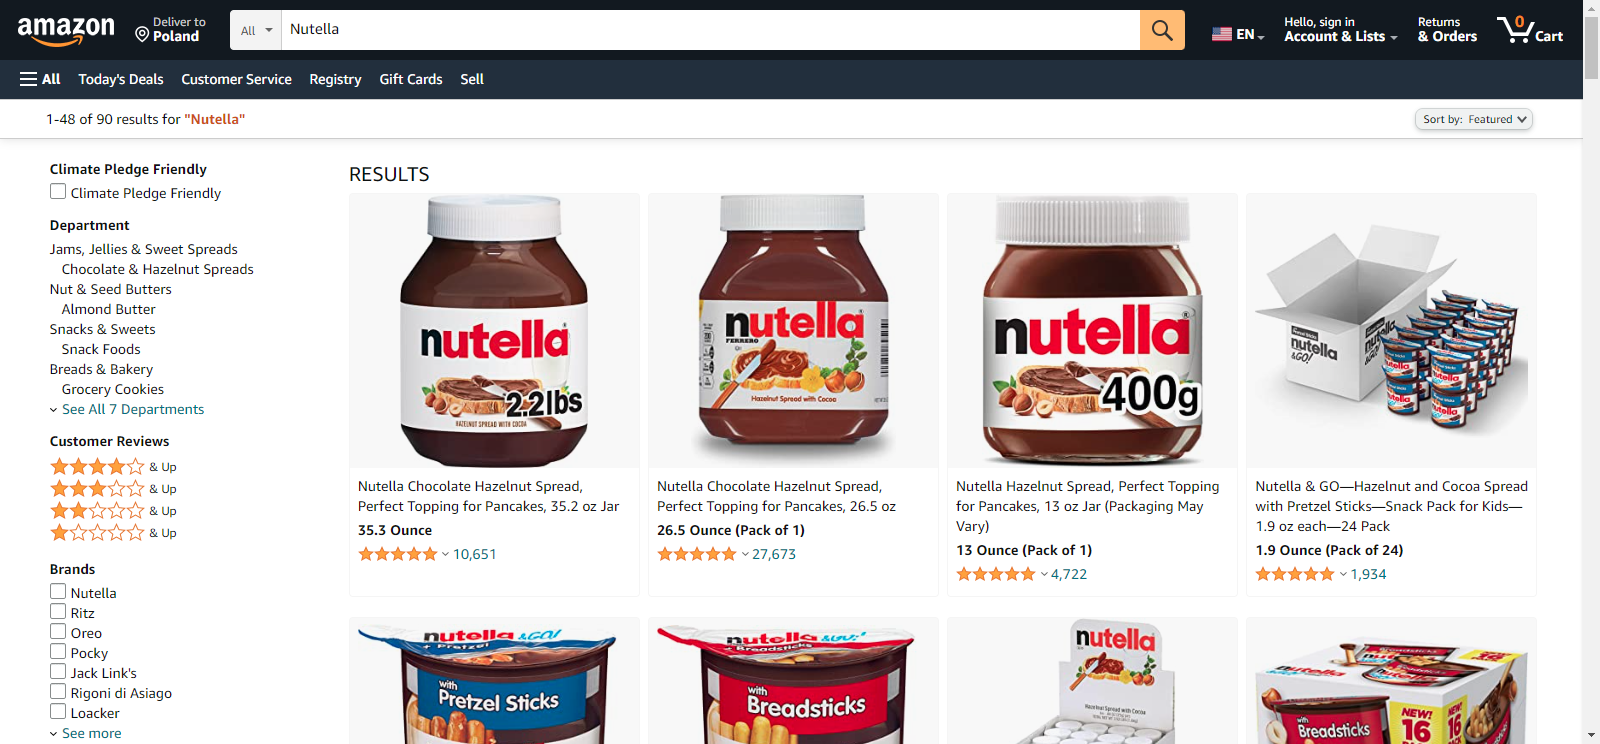 amazon
Deliver to
Poland
All
Nutella
EN
Hello, sign in
Account & Lists
Returns
& Orders
0
Cart
All
Today's Deals
Customer Service
Registry
Gift Cards
Sell
1-48 of 90 results for "Nutella"
Sort by: Featured
Climate Pledge Friendly
Climate Pledge Friendly
Department
Jams, Jellies & Sweet Spreads
Chocolate & Hazelnut Spreads
Nut & Seed Butters
Almond Butter
Snacks & Sweets
Snack Foods
Breads & Bakery
Grocery Cookies
See All 7 Departments
Customer Reviews
& Up
& Up
& Up
& Up
Brands
Nutella
Ritz
Oreo
Pocky
Jack Link's
Rigoni di Asiago
Loacker
See more
RESULTS
nutella
2.2lbs
HAZELNUT SPREAD WITH COCOA
Nutella Chocolate Hazelnut Spread,
Perfect Topping for Pancakes, 35.2 oz Jar
35.3 Ounce
10,651
nutella
FERRERO
Hazelnut Spread with Cocoa
Nutella Chocolate Hazelnut Spread,
Perfect Topping for Pancakes, 26.5 oz
26.5 Ounce (Pack of 1)
27,673
nutella
400g
Nutella Hazelnut Spread, Perfect Topping
for Pancakes, 13 oz Jar (Packaging May
Vary)
13 Ounce (Pack of 1)
4,722
nutella
&GO!
Nutella & GO—Hazelnut and Cocoa Spread
with Pretzel Sticks—Snack Pack for Kids—
1.9 oz each—24 Pack
1.9 Ounce (Pack of 24)
1,934
nutella &GO!
+ Pretzel
with
Pretzel Sticks
nutella &GO!
+ Breadsticks
with
Breadsticks
nutella
Hazelnut Spread with Cocoa
nutella
Breadsticks
with
Breadsticks
NEW!
16
NEW!
16